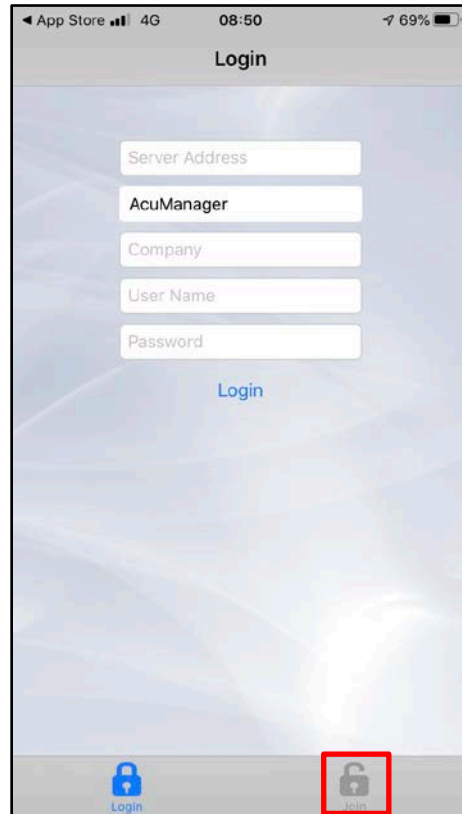 App Store 4G 08:50 69%
Login
Server Address
AcuManager
Company
User Name
Password
Login
Login Join